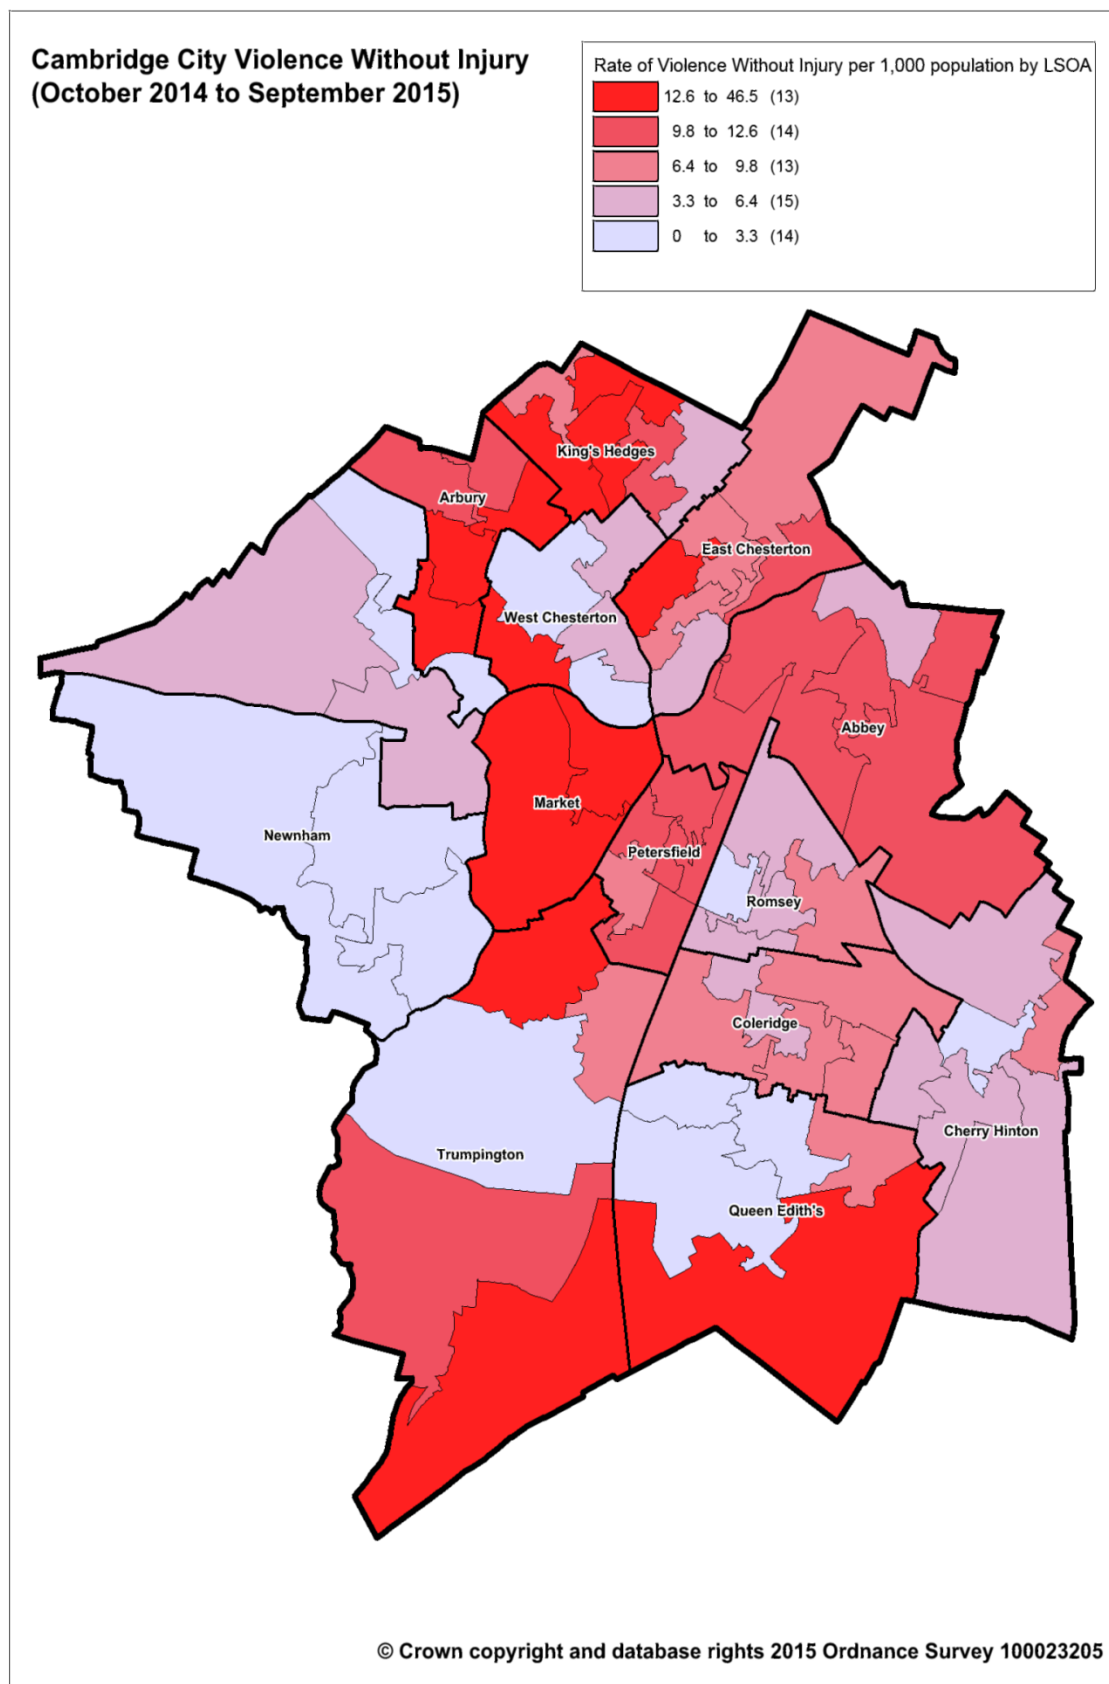 Cambridge City Violence Without Injury
(October 2014 to September 2015)
Rate of Violence Without Injury per 1,000 population by LSOA
12.6 to 46.5 (13)
9.8 to 12.6 (14)
6.4 to 9.8 (13)
3.3 to 6.4 (15)
0 to 3.3 (14)
King's Hedges
Arbury
East Chesterton
West Chesterton
Abbey
Market
Newnham
Petersfield
Romsey
Coleridge
Cherry Hinton
Trumpington
Queen Edith's
© Crown copyright and database rights 2015 Ordnance Survey 100023205